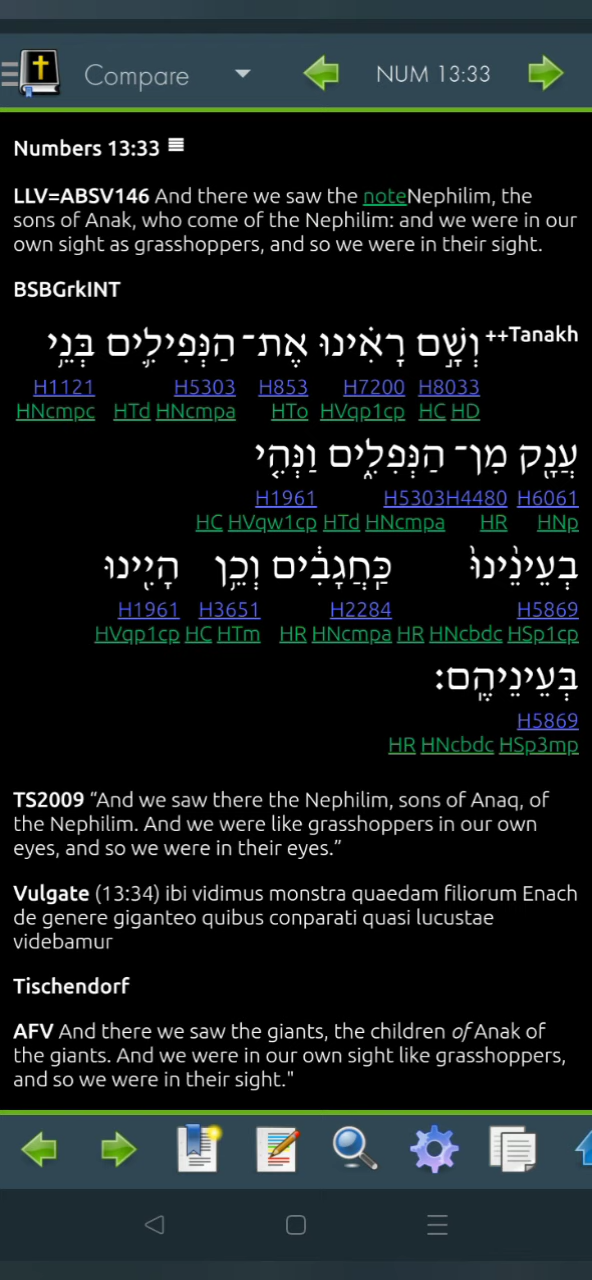 Compare
NUM 13:33
Numbers 13:33
LLV=ABSV146 And there we saw the noteNephilim, the
sons of Anak, who come of the Nephilim: and we were in our
own sight as grasshoppers, and so we were in their sight.
BSBGrkINT
++Tanakh וְשָׁ֣ם רָאִ֗ינוּ אֶת־ הַנְּפִילִ֛ים בְּנֵ֥י
H1121 H5303 H853 H7200 H8033
HNcmpc HTd HNcmpa HTo HVqp1cp HC HD
עֲנָ֖ק מִן־ הַנְּפִלִ֑ים וַנְּהִ֤י
H1961 H5303H4480 H6061
HC HVqw1cp HTd HNcmpa HR HNp
בְעֵינֵ֙ינוּ֙ כַּֽחֲגָבִ֔ים וְכֵ֥ן הָיִ֖ינוּ
H1961 H3651 H2284 H5869
HVqp1cp HC HTm HR HNcmpa HR HNcbdc HSp1cp
בְּעֵינֵיהֶֽם׃
H5869
HR HNcbdc HSp3mp
TS2009 “And we saw there the Nephilim, sons of Anaq, of
the Nephilim. And we were like grasshoppers in our own
eyes, and so we were in their eyes.”
Vulgate (13:34) ibi vidimus monstra quaedam filiorum Enach
de genere giganteo quibus conparati quasi lucustae
videbamur
Tischendorf
AFV And there we saw the giants, the children of Anak of
the giants. And we were in our own sight like grasshoppers,
and so we were in their sight."